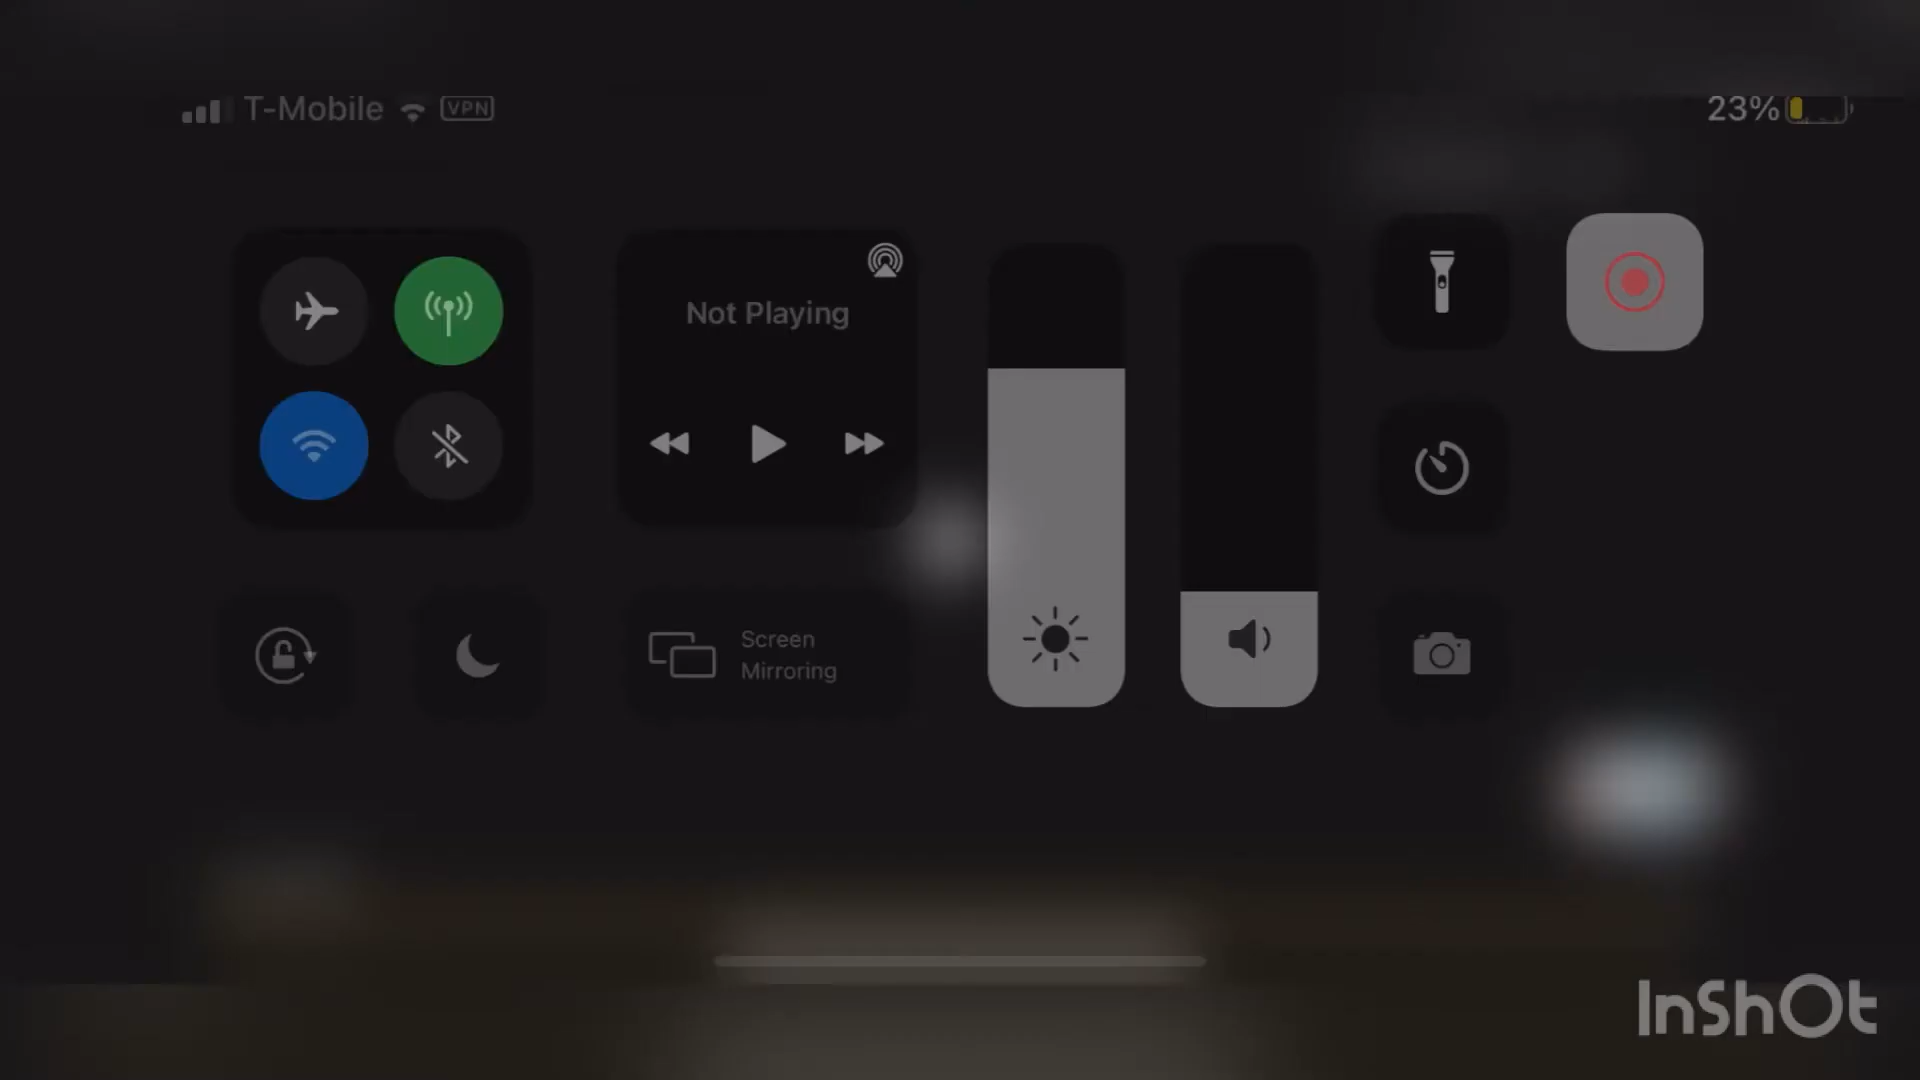 T-Mobile VPN
23%
Not Playing
Screen
Mirroring
InShOt